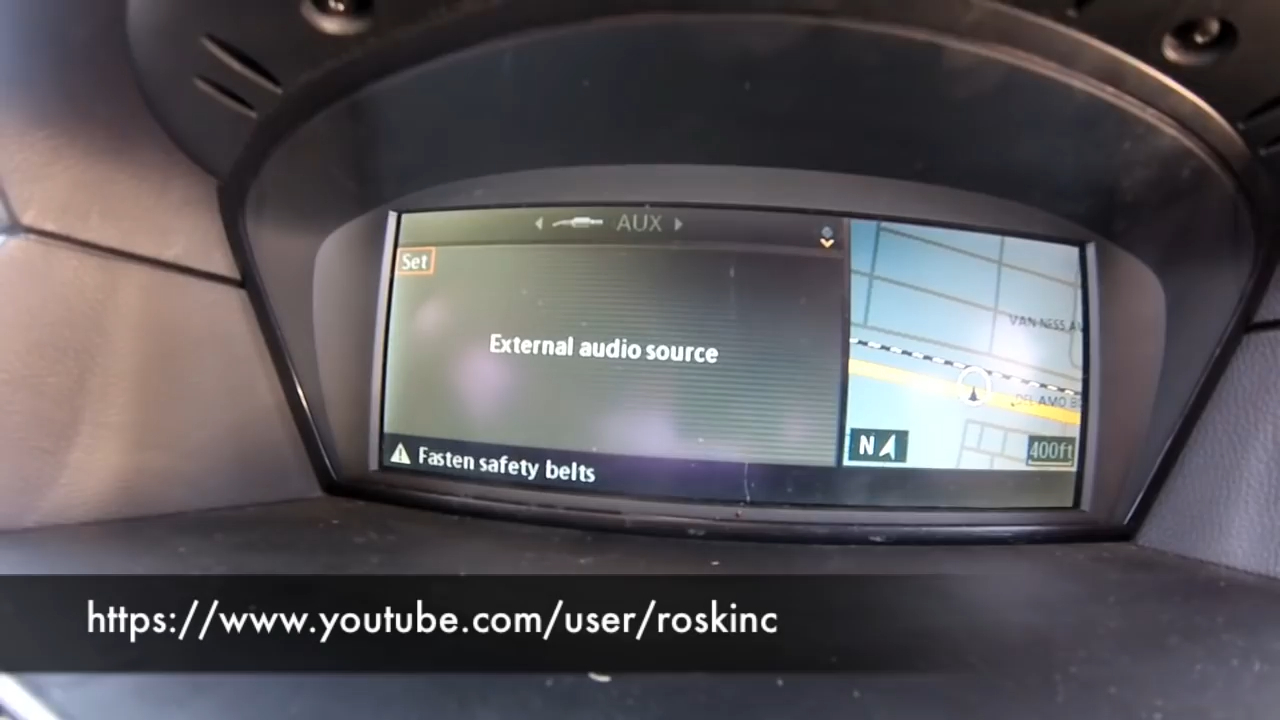 AUX
Set
External audio source
VAN NESS AV
DEL AMO B
N
400ft
Fasten safety belts
https://www.youtube.com/user/roskinc